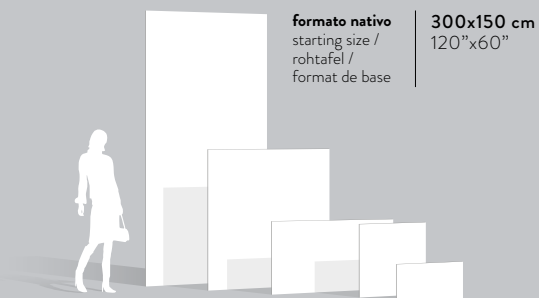 formato nativo
starting size /
rohtafel /
format de base
300x150 cm
120”x60”